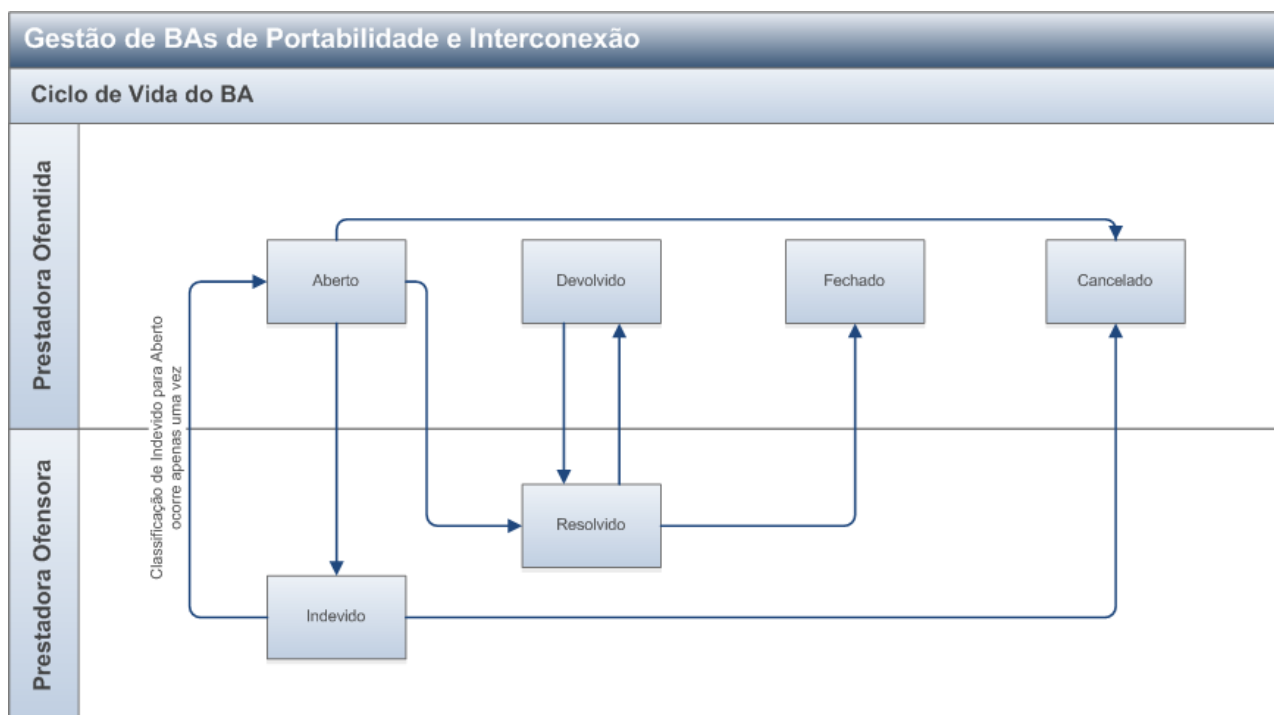 Gestão de BAs de Portabilidade e Interconexão
Ciclo de Vida do BA
Prestadora Ofendida
Aberto
Devolvido
Fechado
Cancelado
Classificação de Indevido para Aberto
ocorre apenas uma vez
Prestadora Ofensora
Resolvido
Indevido